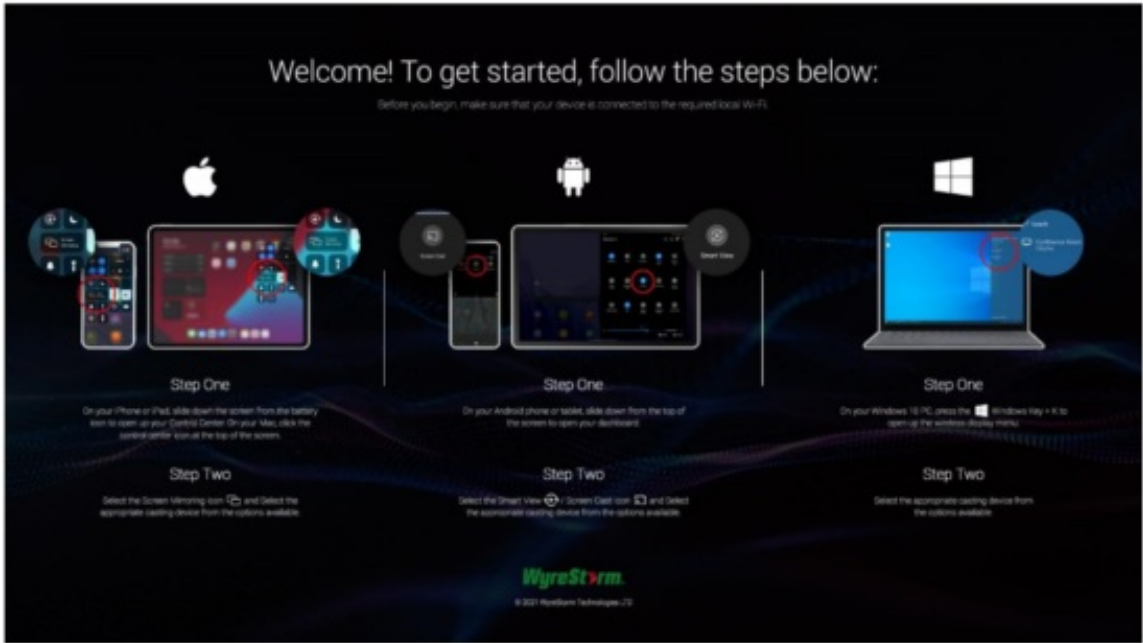 Welcome! To get started, follow the steps below:
Before you begin, make sure that your device is connected to the required local Wi-Fi.
Screen Cast
Smart View
Step One
On your iPhone or iPad, slide down the screen from the battery
icon to open up your Control Center. On your Mac, click the
control center icon at the top of the screen.
Step Two
Select the Screen Mirroring icon and Select the
appropriate casting device from the options available.
Step One
On your Android phone or tablet, slide down from the top of
the screen to open your dashboard
Step Two
Select the Smart View / Screen Cast icon and Select
the appropriate casting device from the options available.
Step One
On your Windows 10 PC, press the Windows Key + K to
open up the wireless display menu
Step Two
Select the appropriate casting device from
the options available
WyreStorm
© 2021 WyreStorm Technologies LTD